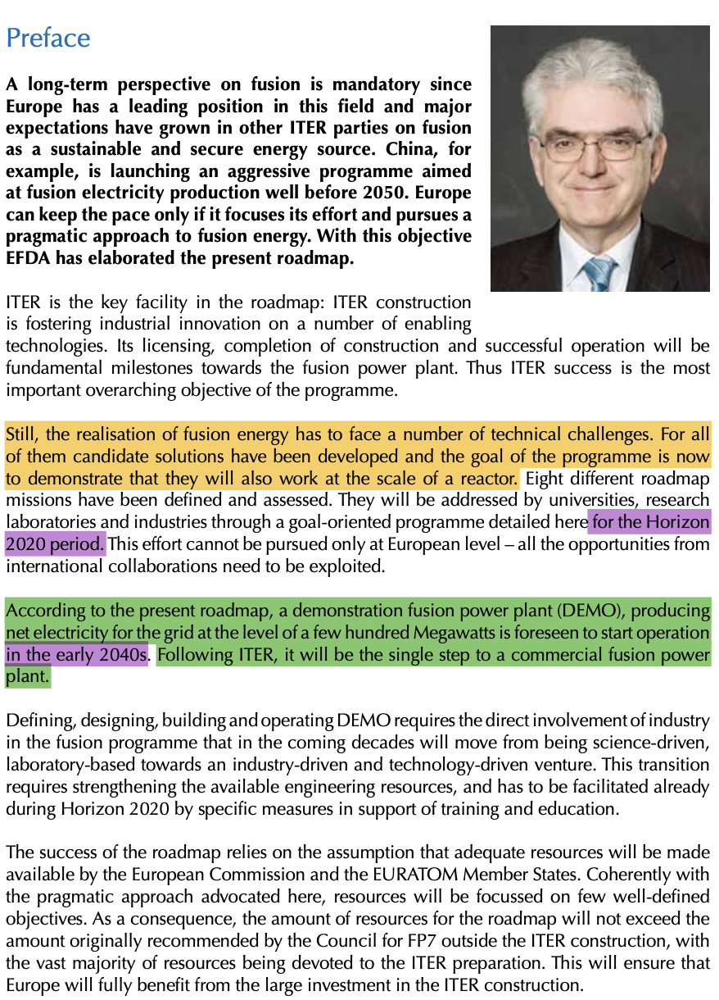 Preface
A long-term perspective on fusion is mandatory since
Europe has a leading position in this field and major
expectations have grown in other ITER parties on fusion
as a sustainable and secure energy source. China, for
example, is launching an aggressive programme aimed
at fusion electricity production well before 2050. Europe
can keep the pace only if it focuses its effort and pursues a
pragmatic approach to fusion energy. With this objective
EFDA has elaborated the present roadmap.
ITER is the key facility in the roadmap: ITER construction
is fostering industrial innovation on a number of enabling
technologies. Its licensing, completion of construction and successful operation will be
fundamental milestones towards the fusion power plant. Thus ITER success is the most
important overarching objective of the programme.
Still, the realisation of fusion energy has to face a number of technical challenges. For all
of them candidate solutions have been developed and the goal of the programme is now
to demonstrate that they will also work at the scale of a reactor. Eight different roadmap
missions have been defined and assessed. They will be addressed by universities, research
laboratories and industries through a goal-oriented programme detailed here for the Horizon
2020 period. This effort cannot be pursued only at European level – all the opportunities from
international collaborations need to be exploited.
According to the present roadmap, a demonstration fusion power plant (DEMO), producing
net electricity for the grid at the level of a few hundred Megawatts is foreseen to start operation
in the early 2040s. Following ITER, it will be the single step to a commercial fusion power
plant.
Defining, designing, building and operating DEMO requires the direct involvement of industry
in the fusion programme that in the coming decades will move from being science-driven,
laboratory-based towards an industry-driven and technology-driven venture. This transition
requires strengthening the available engineering resources, and has to be facilitated already
during Horizon 2020 by specific measures in support of training and education.
The success of the roadmap relies on the assumption that adequate resources will be made
available by the European Commission and the EURATOM Member States. Coherently with
the pragmatic approach advocated here, resources will be focussed on few well-defined
objectives. As a consequence, the amount of resources for the roadmap will not exceed the
amount originally recommended by the Council for FP7 outside the ITER construction, with
the vast majority of resources being devoted to the ITER preparation. This will ensure that
Europe will fully benefit from the large investment in the ITER construction.